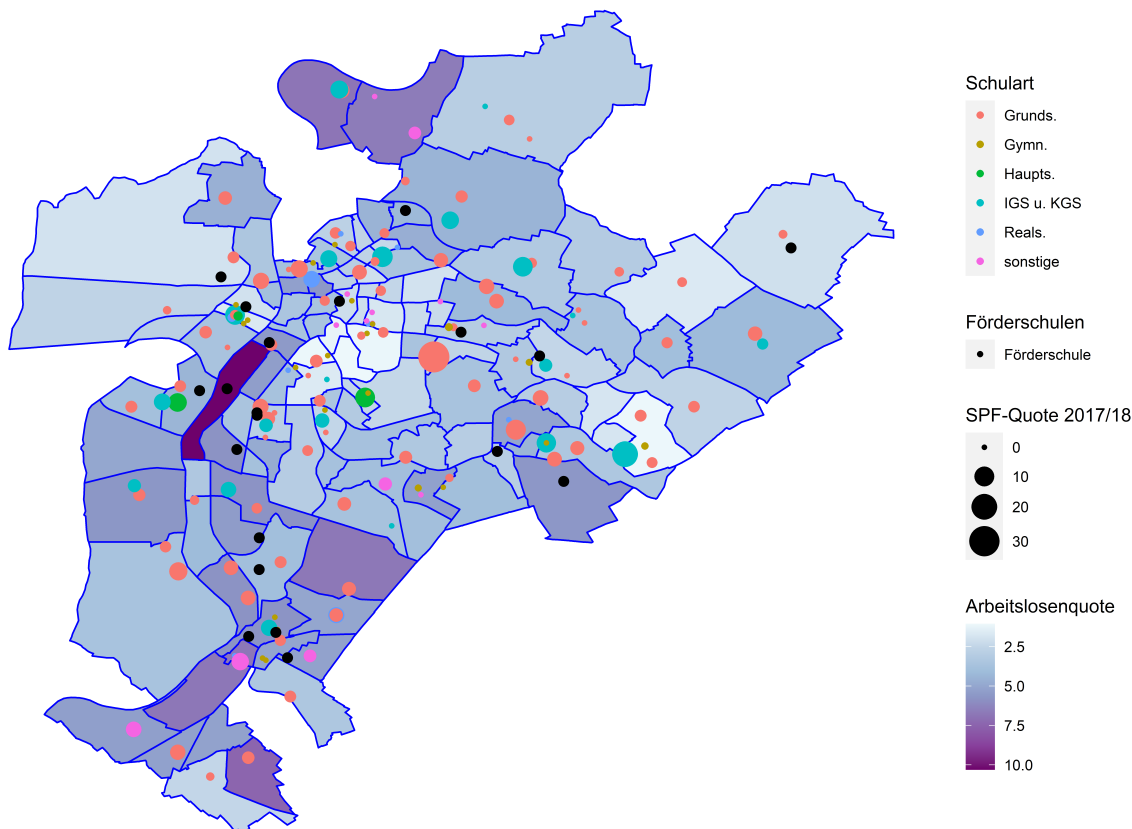 Schulart
Grunds.
Gymn.
Haupts.
IGS u. KGS
Reals.
sonstige
Förderschulen
Förderschule
SPF-Quote 2017/18
0
10
20
30
Arbeitslosenquote
2.5
5.0
7.5
10.0